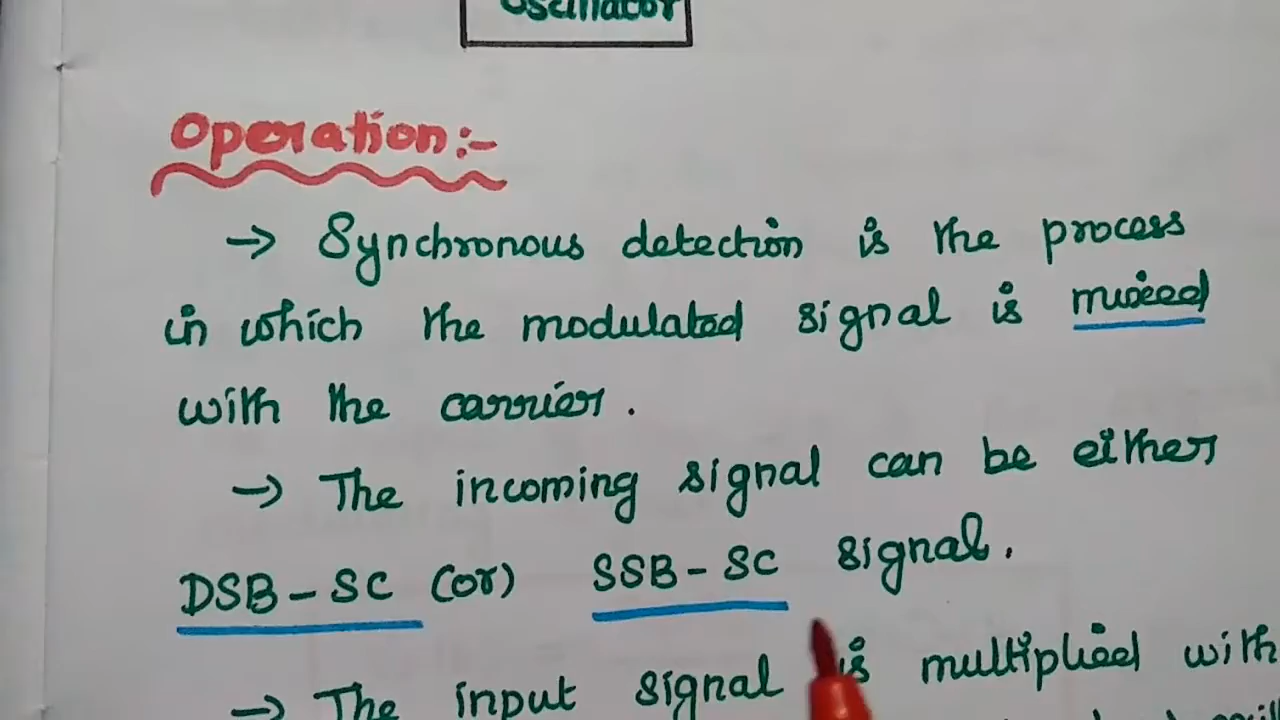 Oscillator
Operation:-
→ Synchronous detection is the process
in which the modulated signal is mixed
with the carrier.
→ The incoming signal can be either
DSB-SC (or) SSB-SC signal.
→ The input signal is multiplied with